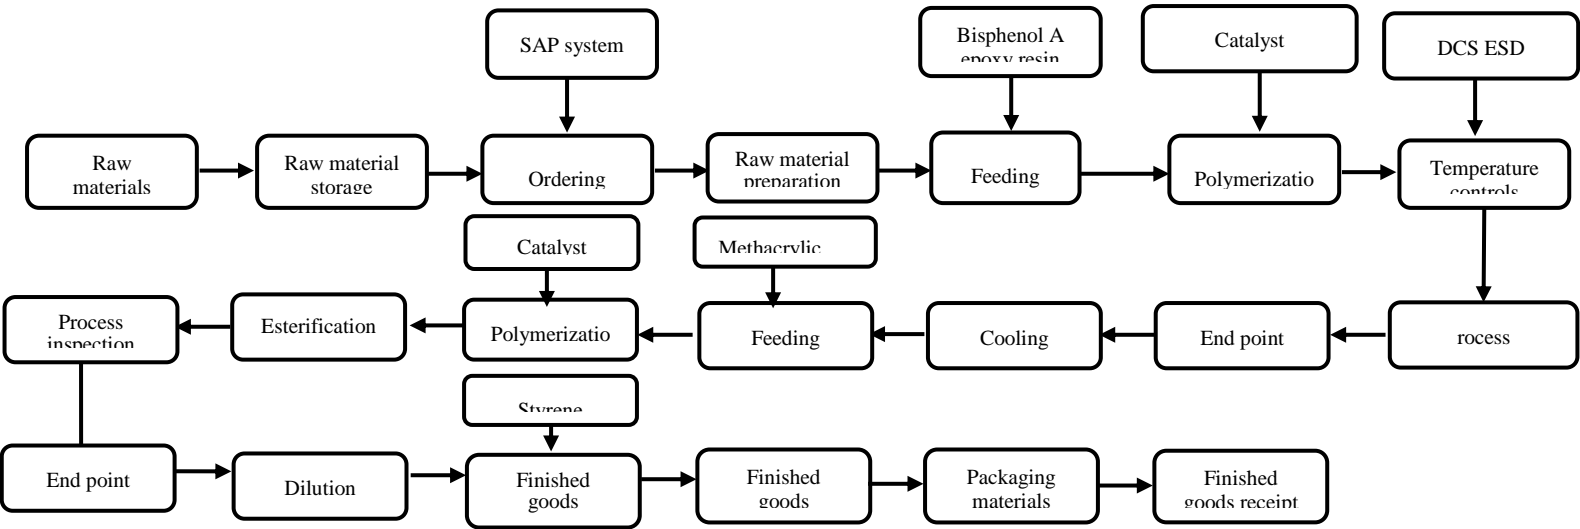 SAP system
Bisphenol A
epoxy resin
Catalyst
DCS ESD
Raw
materials
Raw material
storage
Ordering
Raw material
preparation
Feeding
Polymerizatio
Temperature
controls
Catalyst
Methacrylic
Process
inspection
Esterification
Polymerizatio
Feeding
Cooling
End point
rocess
Styrene
End point
Dilution
Finished
goods
Finished
goods
Packaging
materials
Finished
goods receipt